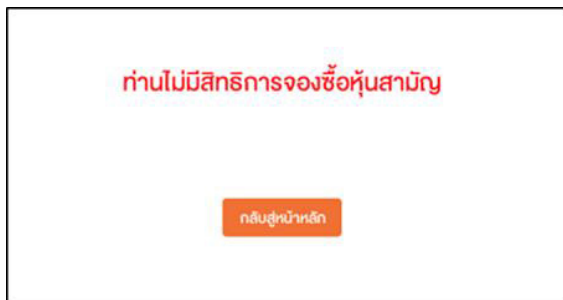 ท่านไม่มีสิทธิการจองซื้อหุ้นสามัญ
กลับสู่หน้าหลัก